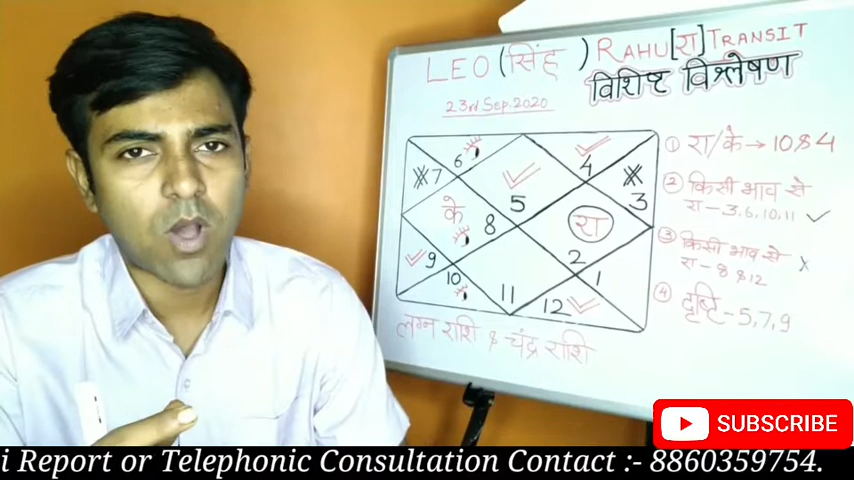 LEO (सिंह) RAHU[रा] TRANSIT
विशिष्ट विश्लेषण
23rd Sep. 2020
6
7
5
4
3
के
8
रा
2
9
10
11
12
1
① रा/के → 10 & 4
② किसी भाव से
रा - 3, 6, 10, 11 ✓
③ किसी भाव से
रा - 8 & 12 X
④ दृष्टि - 5, 7, 9
लग्न राशि & चंद्र राशि
SUBSCRIBE
i Report or Telephonic Consultation Contact :- 8860359754.